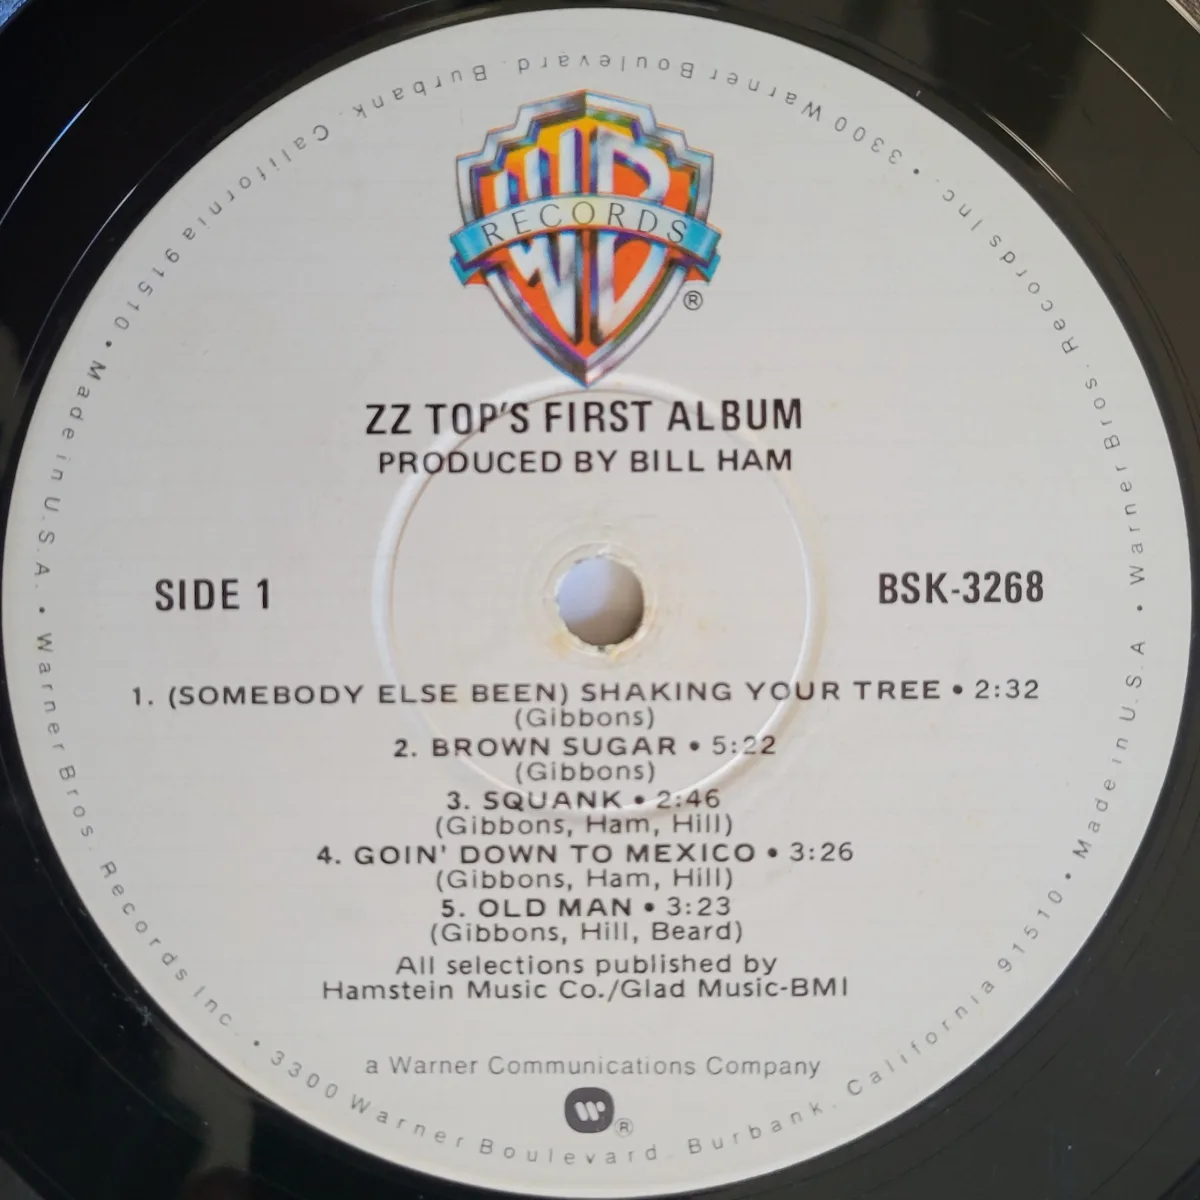 WB
RECORDS
®
ZZ TOP'S FIRST ALBUM
PRODUCED BY BILL HAM
SIDE 1
BSK-3268
1. (SOMEBODY ELSE BEEN) SHAKING YOUR TREE • 2:32
(Gibbons)
2. BROWN SUGAR • 5:22
(Gibbons)
3. SQUANK • 2:46
(Gibbons, Ham, Hill)
4. GOIN' DOWN TO MEXICO • 3:26
(Gibbons, Ham, Hill)
5. OLD MAN • 3:23
(Gibbons, Hill, Beard)
All selections published by
Hamstein Music Co./Glad Music-BMI
a Warner Communications Company
®
Warner Bros. Records Inc. • 3300 Warner Boulevard. Burbank. California 91510 • Made in U.S.A. • Warner Bros. Records Inc. • 3300 Warner Boulevard. Burbank. California 91510 • Made in U.S.A •